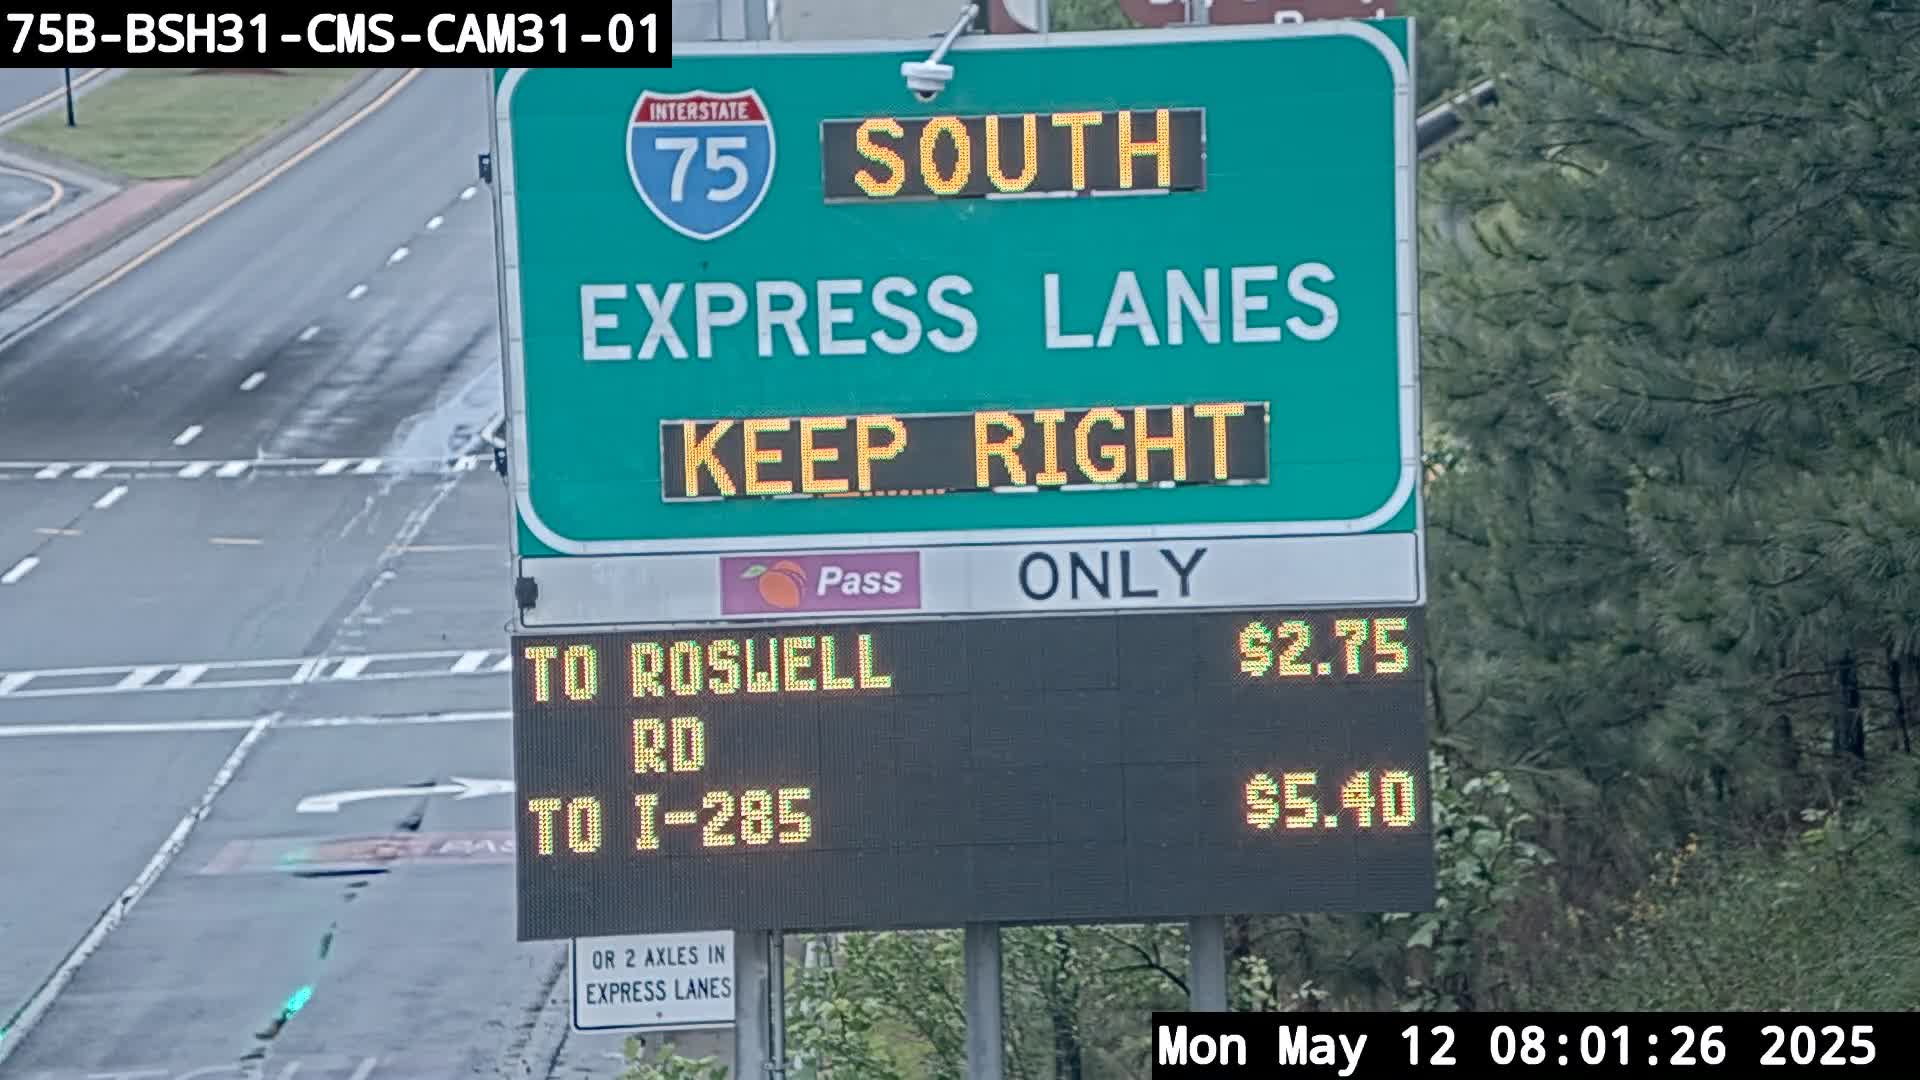 75B-BSH31-CMS-CAM31-01
INTERSTATE
75
SOUTH
EXPRESS LANES
KEEP RIGHT
Pass ONLY
TO ROSWELL $2.75
RD
TO I-285 $5.40
OR 2 AXLES IN
EXPRESS LANES
Mon May 12 08:01:26 2025